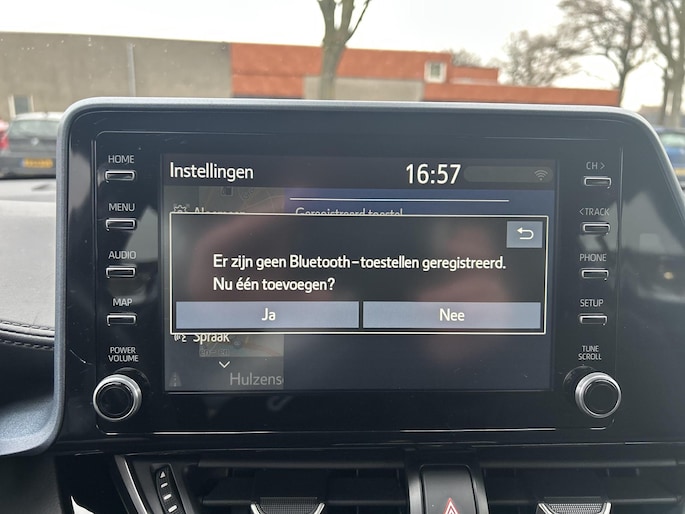 HOME
MENU
AUDIO
MAP
POWER
VOLUME
Instellingen
16:57
Geregistreerd toestel
Er zijn geen Bluetooth-toestellen geregistreerd.
Nu één toevoegen?
Ja
Nee
Spraak
CH >
< TRACK
PHONE
SETUP
TUNE
SCROLL